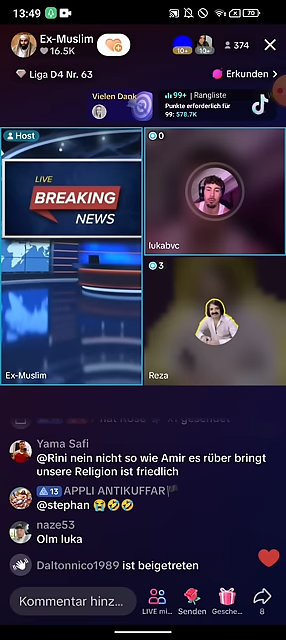 13:49
70
Ex-Muslim
16.5K
10+
10+
374
Liga D4 Nr. 63
Erkunden >
Vielen Dank
99+ | Rangliste
Punkte erforderlich für
99: 578.7K
Host
LIVE
BREAKING
NEWS
Ex-Muslim
0
lukabvc
3
Reza
Yama Safi
@Rini nein nicht so wie Amir es rüber bringt
unsere Religion ist friedlich
13 APPLI ANTIKUFFAR🏴
@stephan 😭🤣🤣
naze53
Olm luka
Daltonnico1989 ist beigetreten
Kommentar hinz...
LIVE mi...
Senden
Gesche...
8